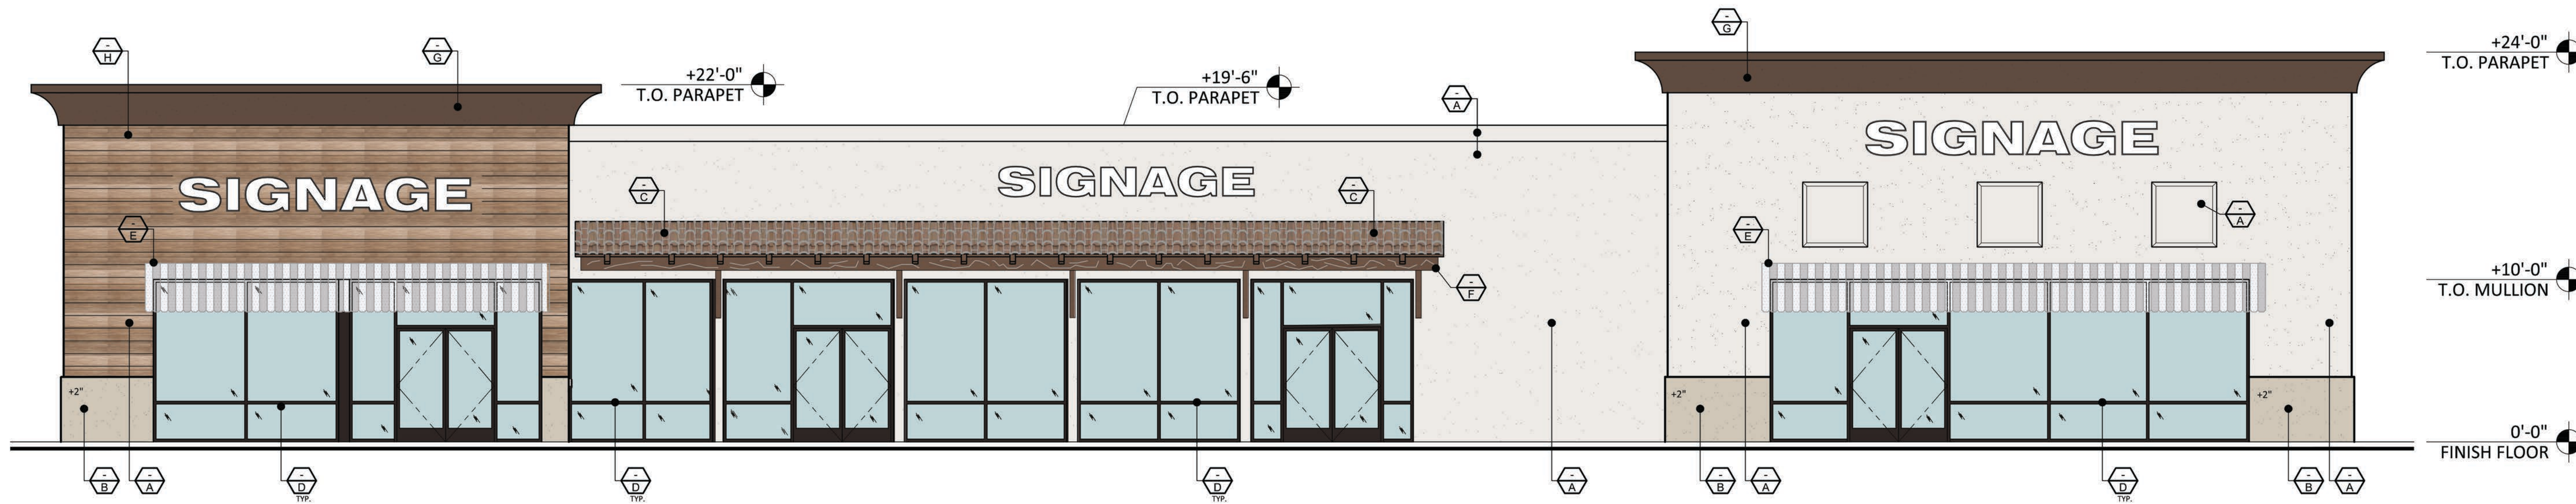 -
G
+24'-0"
T.O. PARAPET
-
H
-
G
+22'-0"
T.O. PARAPET
+19'-6"
T.O. PARAPET
-
A
SIGNAGE
SIGNAGE
SIGNAGE
-
C
-
C
-
A
-
E
-
E
-
F
+10'-0"
T.O. MULLION
+2"
+2"
+2"
0'-0"
FINISH FLOOR
-
B
-
A
-
D
TYP.
-
D
TYP.
-
D
TYP.
-
A
-
B
-
A
-
D
TYP.
-
B
-
A